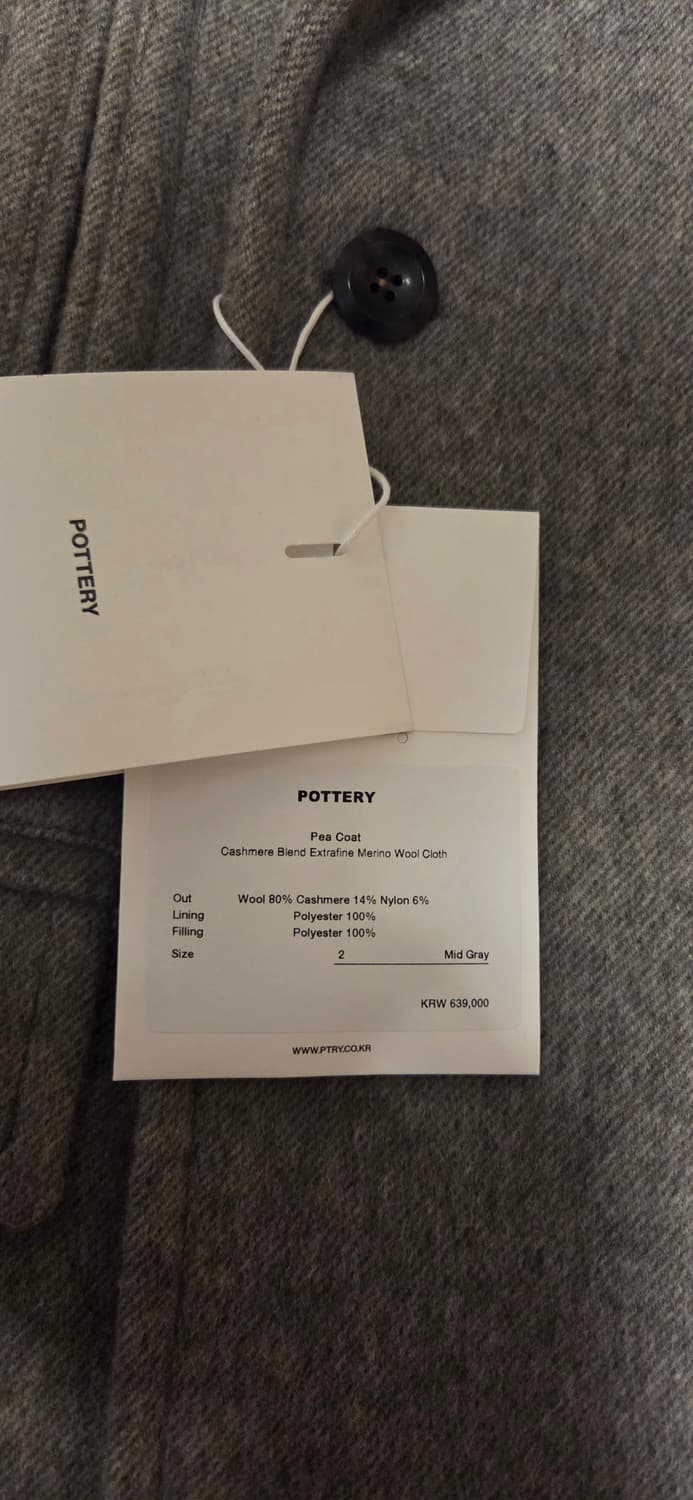 POTTERY
POTTERY
Pea Coat
Cashmere Blend Extrafine Merino Wool Cloth
Out Wool 80% Cashmere 14% Nylon 6%
Lining Polyester 100%
Filling Polyester 100%
Size 2 Mid Gray
KRW 639,000
WWW.PTRY.CO.KR